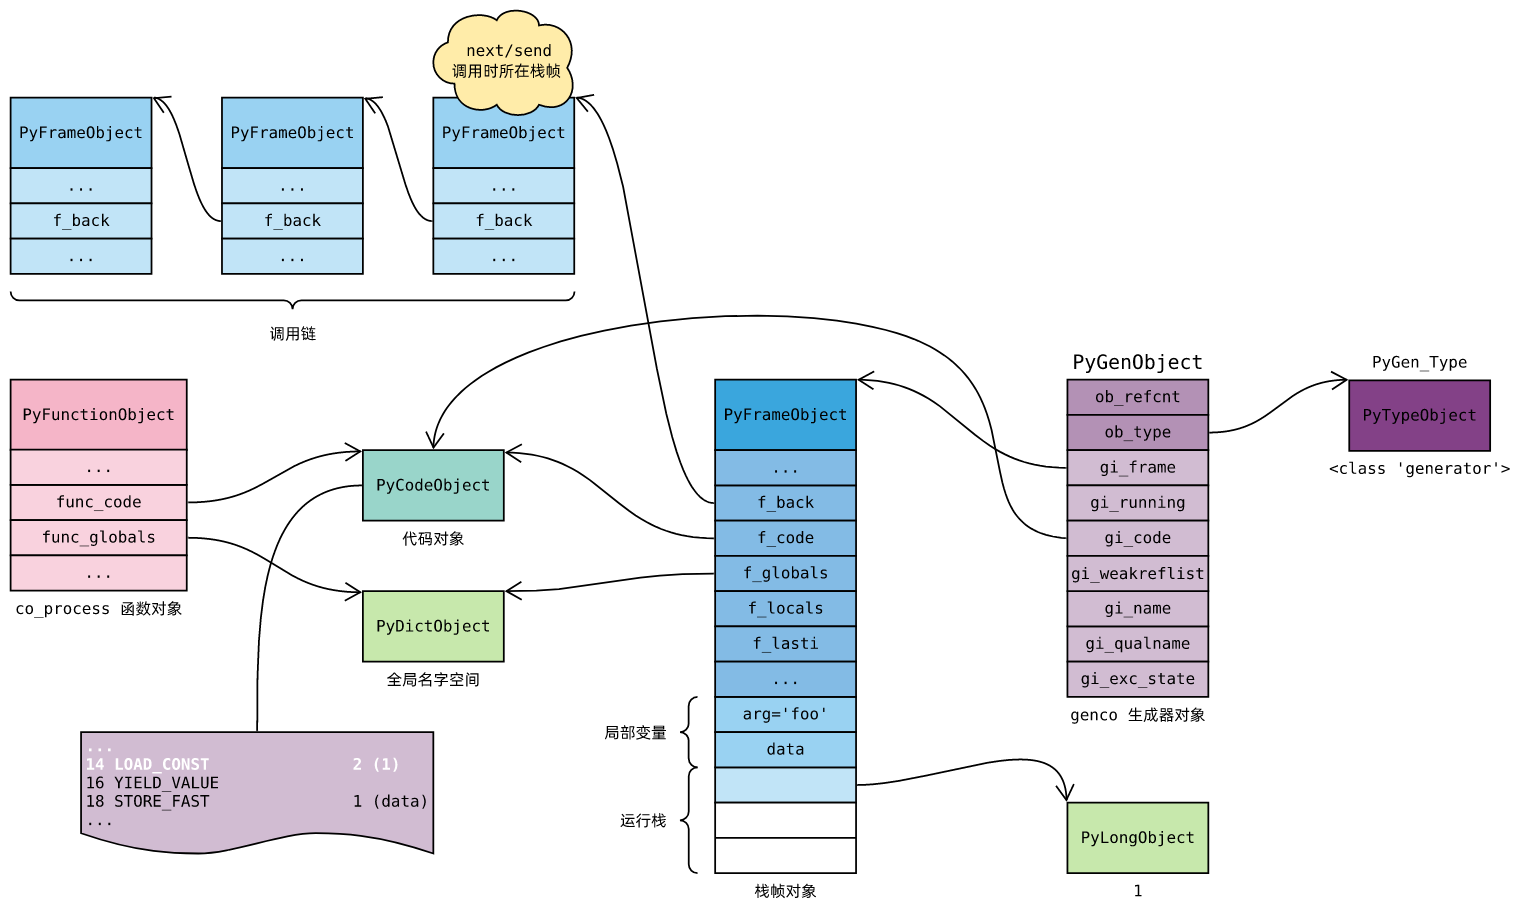 next/send
调用时所在栈帧
PyFrameObject
...
f_back
...
PyFrameObject
...
f_back
...
PyFrameObject
...
f_back
...
调用链
PyFunctionObject
...
func_code
func_globals
...
co_process 函数对象
PyCodeObject
代码对象
PyDictObject
全局名字空间
...
14 LOAD_CONST 2 (1)
16 YIELD_VALUE
18 STORE_FAST 1 (data)
...
PyFrameObject
...
f_back
f_code
f_globals
f_locals
f_lasti
...
arg='foo'
data
局部变量
运行栈
栈帧对象
PyGenObject
ob_refcnt
ob_type
gi_frame
gi_running
gi_code
gi_weakreflist
gi_name
gi_qualname
gi_exc_state
genco 生成器对象
PyGen_Type
PyTypeObject
<class 'generator'>
PyLongObject
1